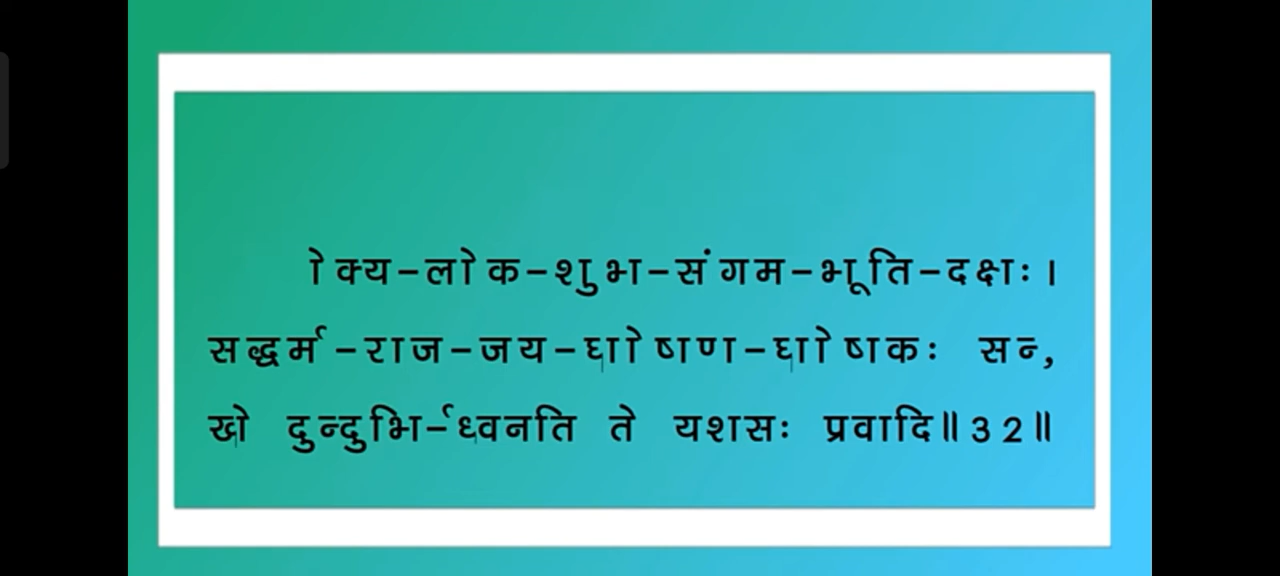 ोक्य-लोक-शुभ-संगम-भूति-दक्षः।
सद्धर्म-राज-जय-घोषण-घोषकः सन,
खे दुन्दुभिर्-ध्वनति ते यशसः प्रवादि॥32॥